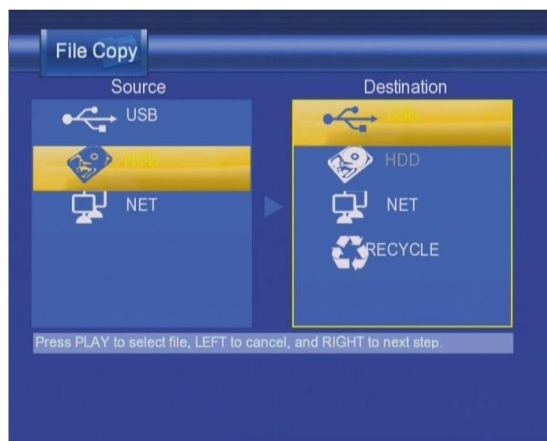 File Copy
Source
Destination
USB
HDD
NET
USB
HDD
NET
RECYCLE
Press PLAY to select file, LEFT to cancel, and RIGHT to next step.